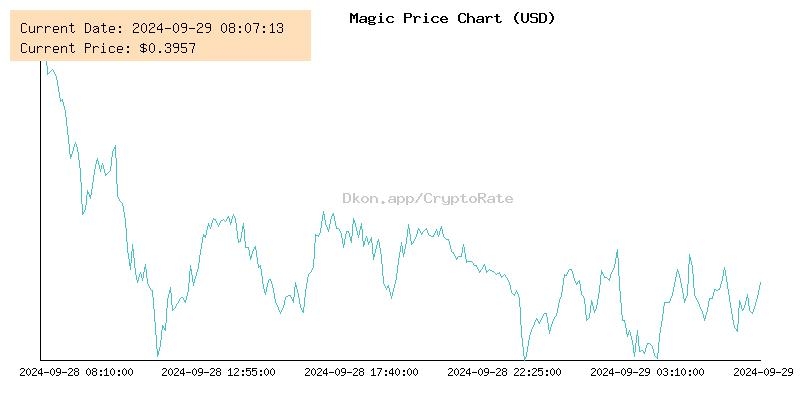 Magic Price Chart (USD)
Current Date: 2024-09-29 08:07:13
Current Price: $0.3957
Dkon.app/CryptoRate
2024-09-28 08:10:00 2024-09-28 12:55:00 2024-09-28 17:40:00 2024-09-28 22:25:00 2024-09-29 03:10:00 2024-09-29